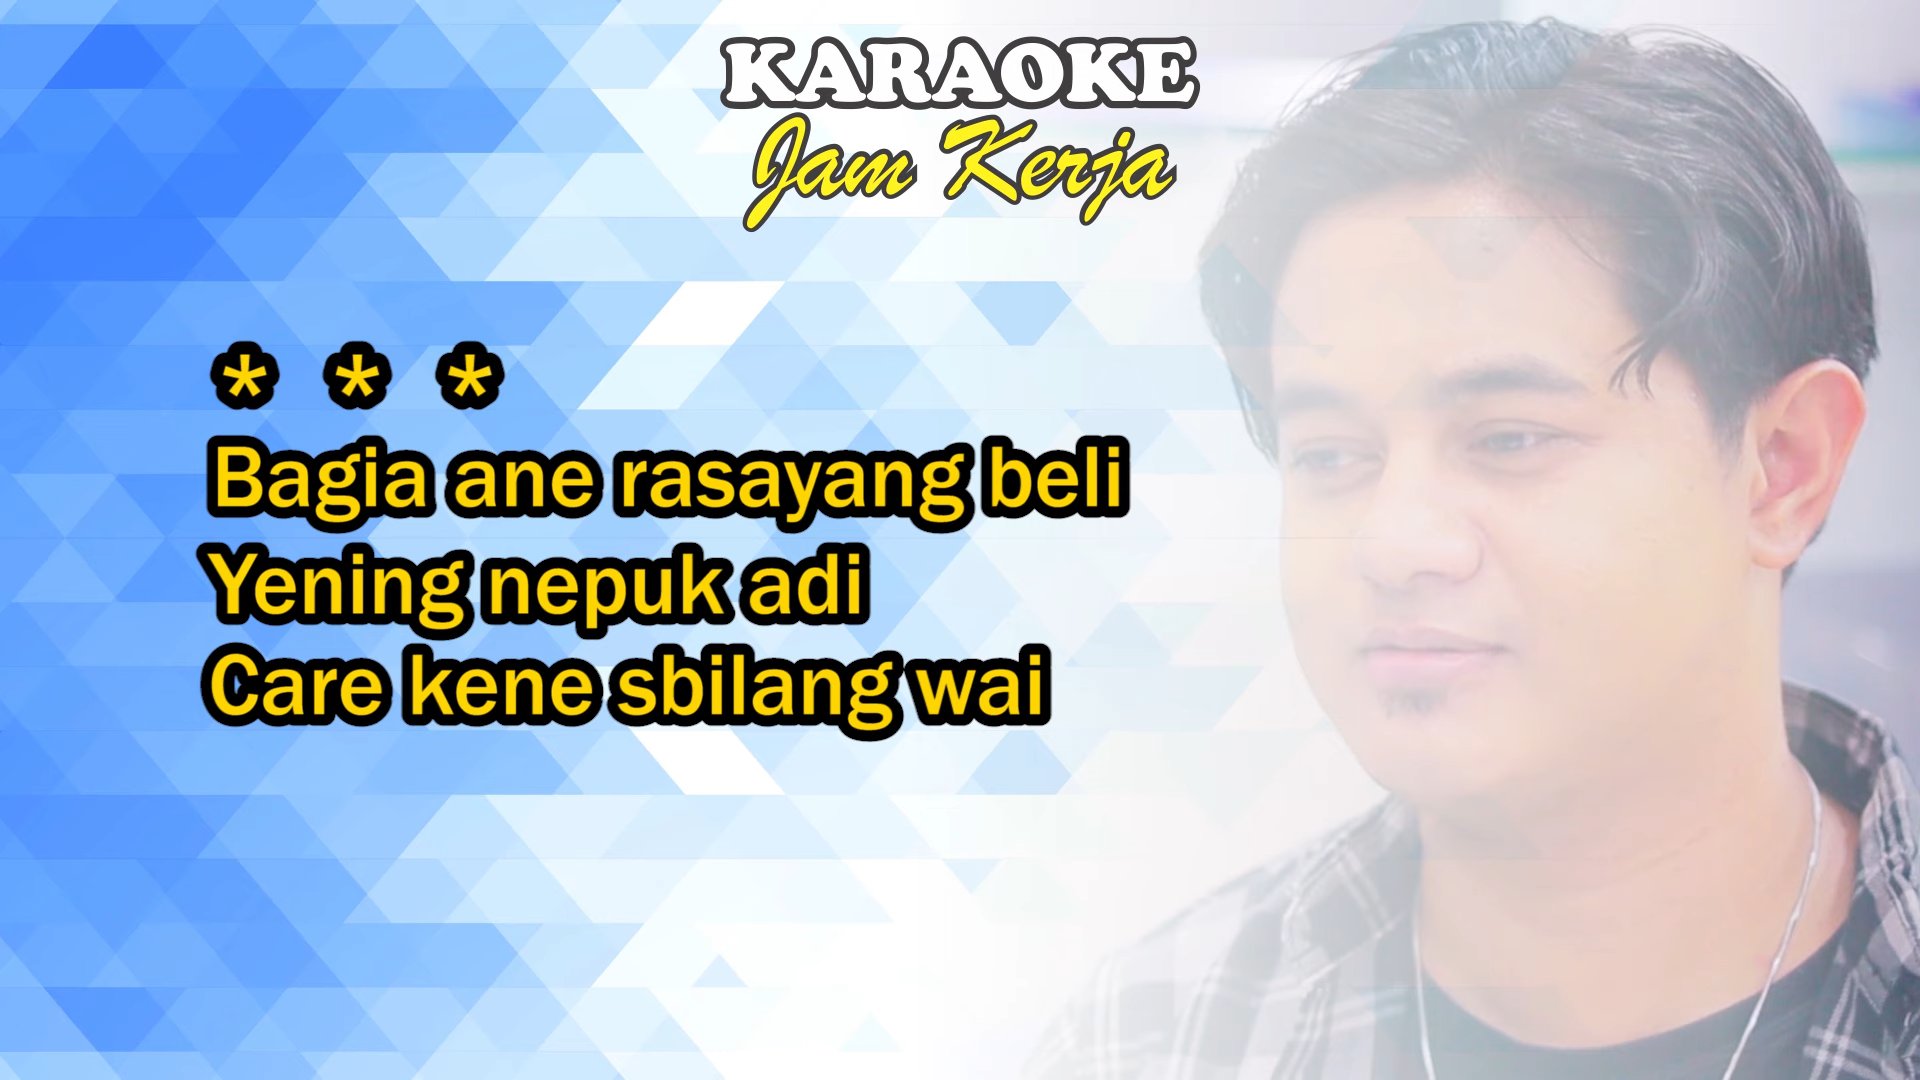 KARAOKE
Jam Kerja
* * *
Bagia ane rasayang beli
Yening nepuk adi
Care kene sbilang wai